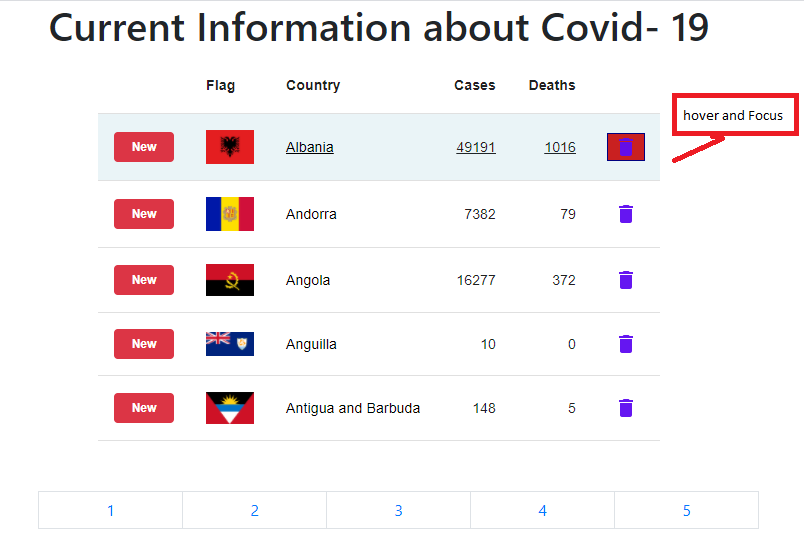 Current Information about Covid- 19
Flag Country Cases Deaths
hover and Focus
New Albania 49191 1016
New Andorra 7382 79
New Angola 16277 372
New Anguilla 10 0
New Antigua and Barbuda 148 5
1 2 3 4 5